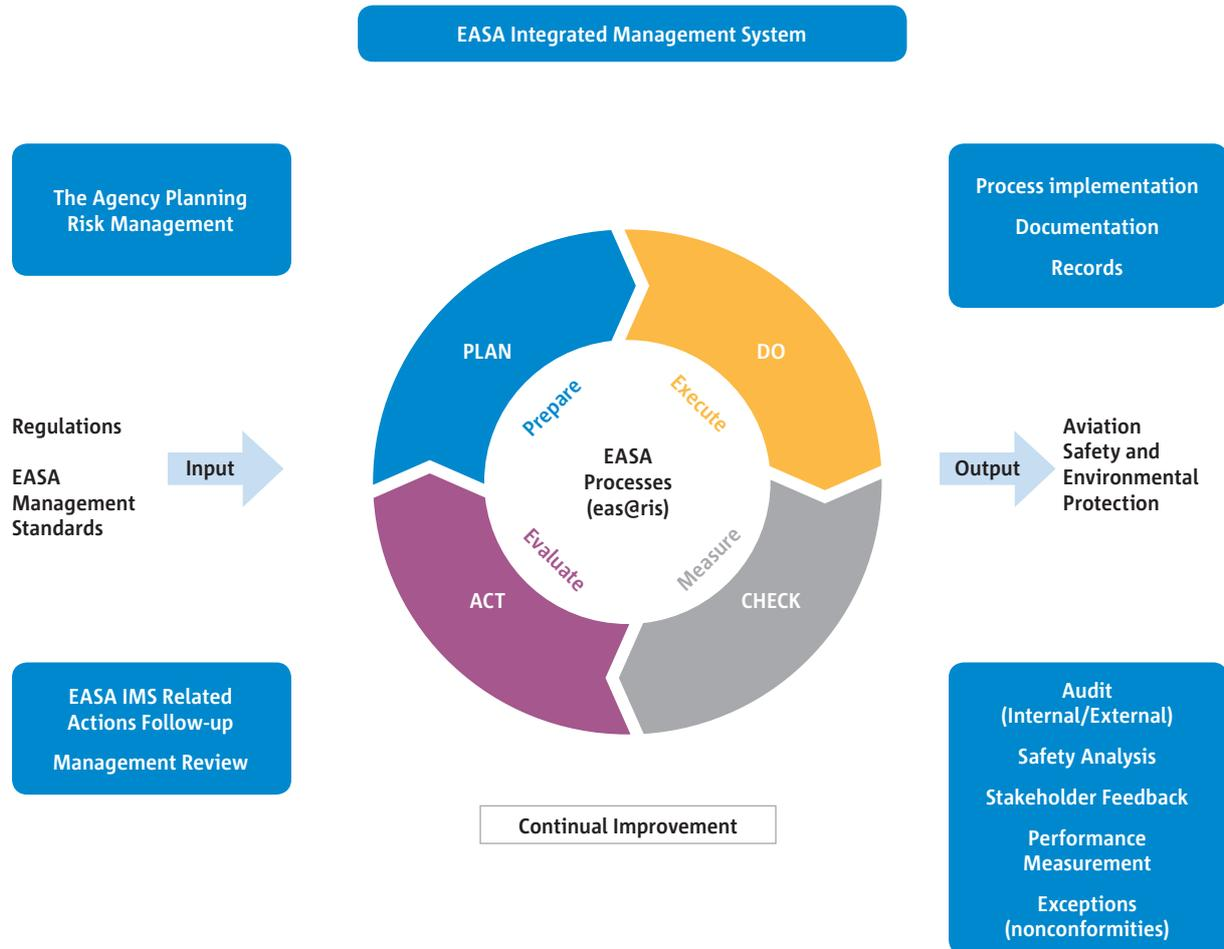 EASA Integrated Management System
The Agency Planning
Risk Management
Process implementation
Documentation
Records
PLAN
DO
Prepare
Execute
Regulations
EASA
Management
Standards
Input
EASA
Processes
(eas@ris)
Output
Aviation
Safety and
Environmental
Protection
Evaluate
Measure
ACT
CHECK
EASA IMS Related
Actions Follow-up
Management Review
Audit
(Internal/External)
Safety Analysis
Stakeholder Feedback
Performance
Measurement
Exceptions
(nonconformities)
Continual Improvement